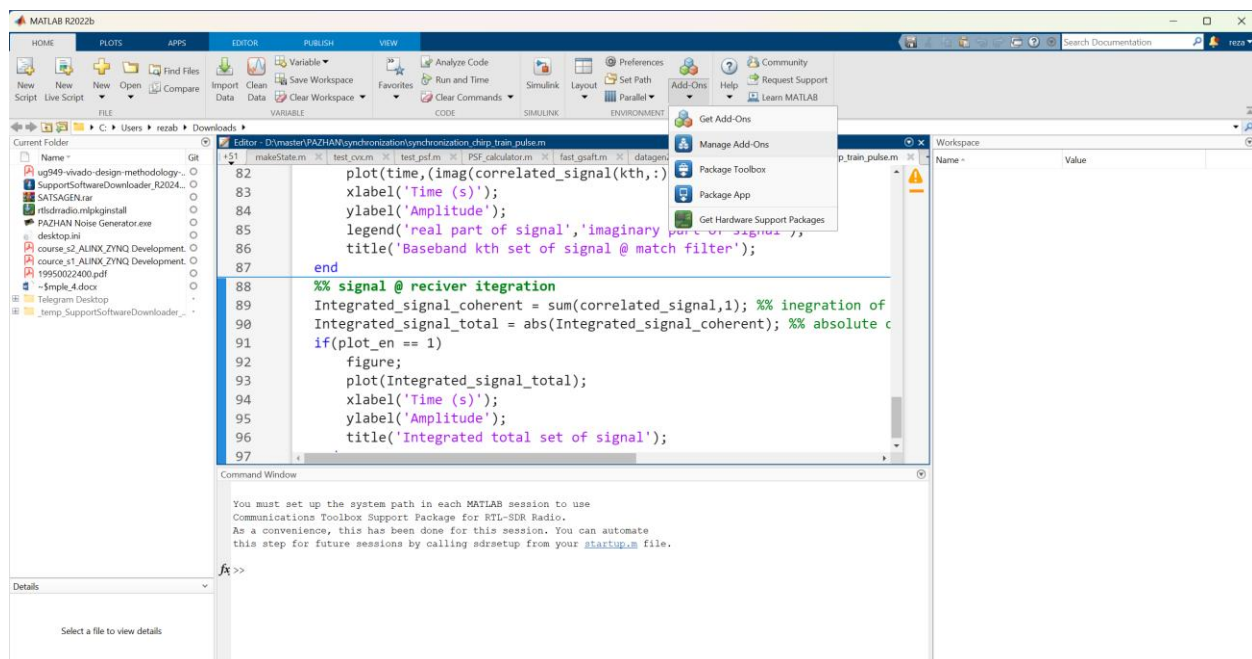 MATLAB R2022b
HOME PLOTS APPS EDITOR PUBLISH VIEW
Search Documentation reza
New Script
New Live Script
New
Open
Find Files
Compare
FILE
Import Data
Clean Data
Variable
Save Workspace
Clear Workspace
VARIABLE
Favorites
Analyze Code
Run and Time
Clear Commands
CODE
Simulink
SIMULINK
Layout
Preferences
Set Path
Parallel
ENVIRONMENT
Add-Ons
Help
Community
Request Support
Learn MATLAB
Get Add-Ons
Manage Add-Ons
Package Toolbox
Package App
Get Hardware Support Packages
C: Users rezab Downloads
Current Folder
Name Git
ug949-vivado-design-methodology-..
SupportSoftwareDownloader_R2024...
SATSAGEN.rar
rtlsdrradio.mlpkginstall
PAZHAN Noise Generator.exe
desktop.ini
course_s2_ALINX_ZYNQ Development.
cource_s1_ALINX_ZYNQ Development.
19950022400.pdf
~$mple_4.docx
Telegram Desktop
_temp_SupportSoftwareDownloader_..
Details
Select a file to view details
Editor - D:\master\PAZHAN\synchronization\synchronization_chirp_train_pulse.m
+51 makeState.m test_cvx.m test_psf.m PSF_calculator.m fast_gsaft.m p_train_pulse.m
82 plot(time,(imag(correlated_signal(kth,:)
83 xlabel('Time (s)');
84 ylabel('Amplitude');
85 legend('real part of signal','imaginary part of signal');
86 title('Baseband kth set of signal @ match filter');
87 end
88 %% signal @ reciver itegration
89 Integrated_signal_coherent = sum(correlated_signal,1); %% inegration of
90 Integrated_signal_total = abs(Integrated_signal_coherent); %% absolute
91 if(plot_en == 1)
92 figure;
93 plot(Integrated_signal_total);
94 xlabel('Time (s)');
95 ylabel('Amplitude');
96 title('Integrated total set of signal');
97
Command Window
You must set up the system path in each MATLAB session to use
Communications Toolbox Support Package for RTL-SDR Radio.
As a convenience, this has been done for this session. You can automate
this step for future sessions by calling sdrsetup from your startup.m file.
fx >>
Workspace
Name Value